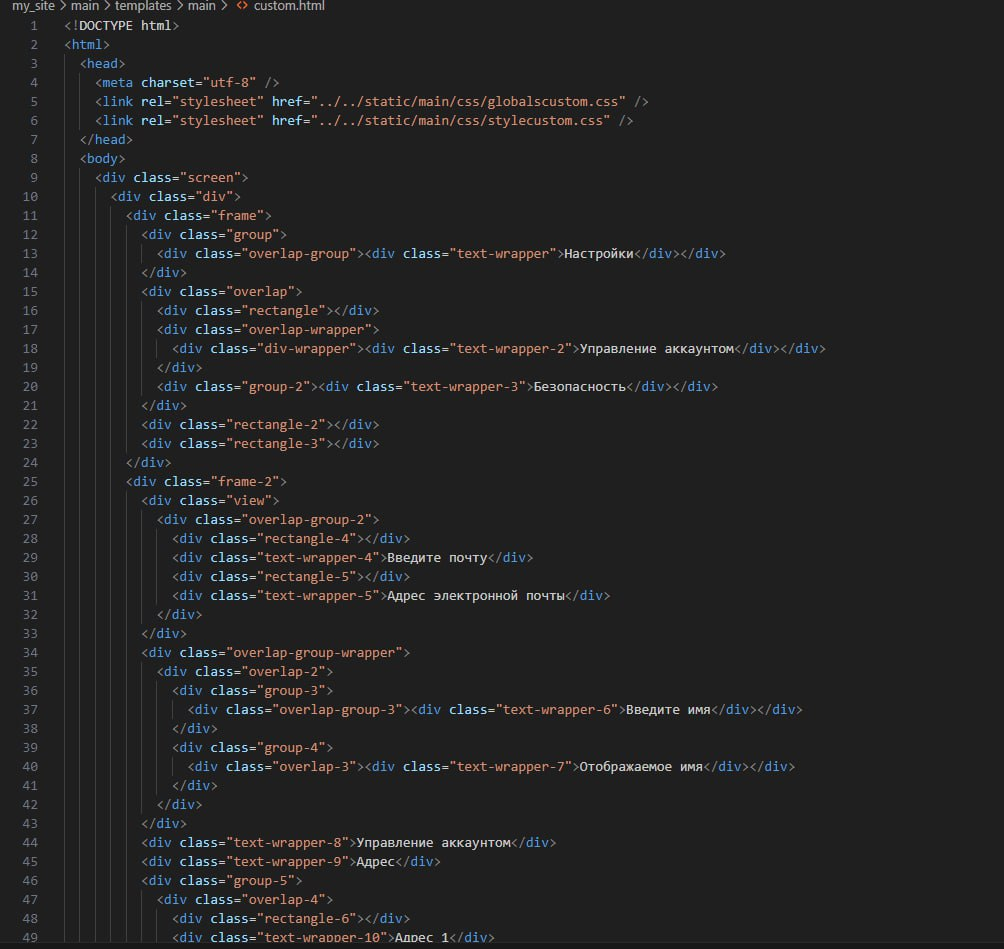 my_site > main > templates > main > <> custom.html
1 <!DOCTYPE html>
2 <html>
3 <head>
4 <meta charset="utf-8" />
5 <link rel="stylesheet" href="../../static/main/css/globalscustom.css" />
6 <link rel="stylesheet" href="../../static/main/css/stylecustom.css" />
7 </head>
8 <body>
9 <div class="screen">
10 <div class="div">
11 <div class="frame">
12 <div class="group">
13 <div class="overlap-group"><div class="text-wrapper">Настройки</div></div>
14 </div>
15 <div class="overlap">
16 <div class="rectangle"></div>
17 <div class="overlap-wrapper">
18 <div class="div-wrapper"><div class="text-wrapper-2">Управление аккаунтом</div></div>
19 </div>
20 <div class="group-2"><div class="text-wrapper-3">Безопасность</div></div>
21 </div>
22 <div class="rectangle-2"></div>
23 <div class="rectangle-3"></div>
24 </div>
25 <div class="frame-2">
26 <div class="view">
27 <div class="overlap-group-2">
28 <div class="rectangle-4"></div>
29 <div class="text-wrapper-4">Введите почту</div>
30 <div class="rectangle-5"></div>
31 <div class="text-wrapper-5">Адрес электронной почты</div>
32 </div>
33 </div>
34 <div class="overlap-group-wrapper">
35 <div class="overlap-2">
36 <div class="group-3">
37 <div class="overlap-group-3"><div class="text-wrapper-6">Введите имя</div></div>
38 </div>
39 <div class="group-4">
40 <div class="overlap-3"><div class="text-wrapper-7">Отображаемое имя</div></div>
41 </div>
42 </div>
43 </div>
44 <div class="text-wrapper-8">Управление аккаунтом</div>
45 <div class="text-wrapper-9">Адрес</div>
46 <div class="group-5">
47 <div class="overlap-4">
48 <div class="rectangle-6"></div>
49 <div class="text-wrapper-10">Адрес 1</div>